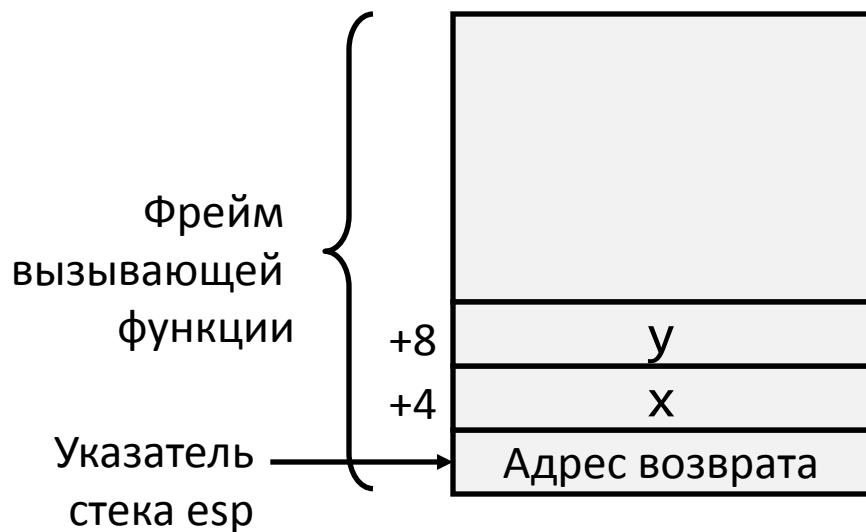 Фрейм
вызывающей
функции
+8
y
+4
x
Указатель
стека esp
Адрес возврата